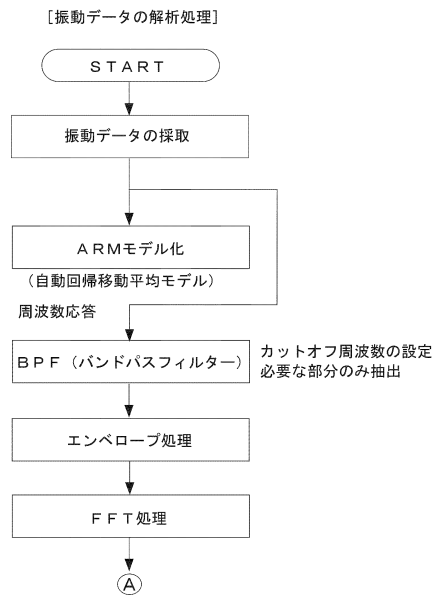 ［振動データの解析処理］
ＳＴＡＲＴ
振動データの採取
ＡＲＭモデル化
（自動回帰移動平均モデル）
周波数応答
ＢＰＦ（バンドパスフィルター）
カットオフ周波数の設定
必要な部分のみ抽出
エンベロープ処理
ＦＦＴ処理
Ａ